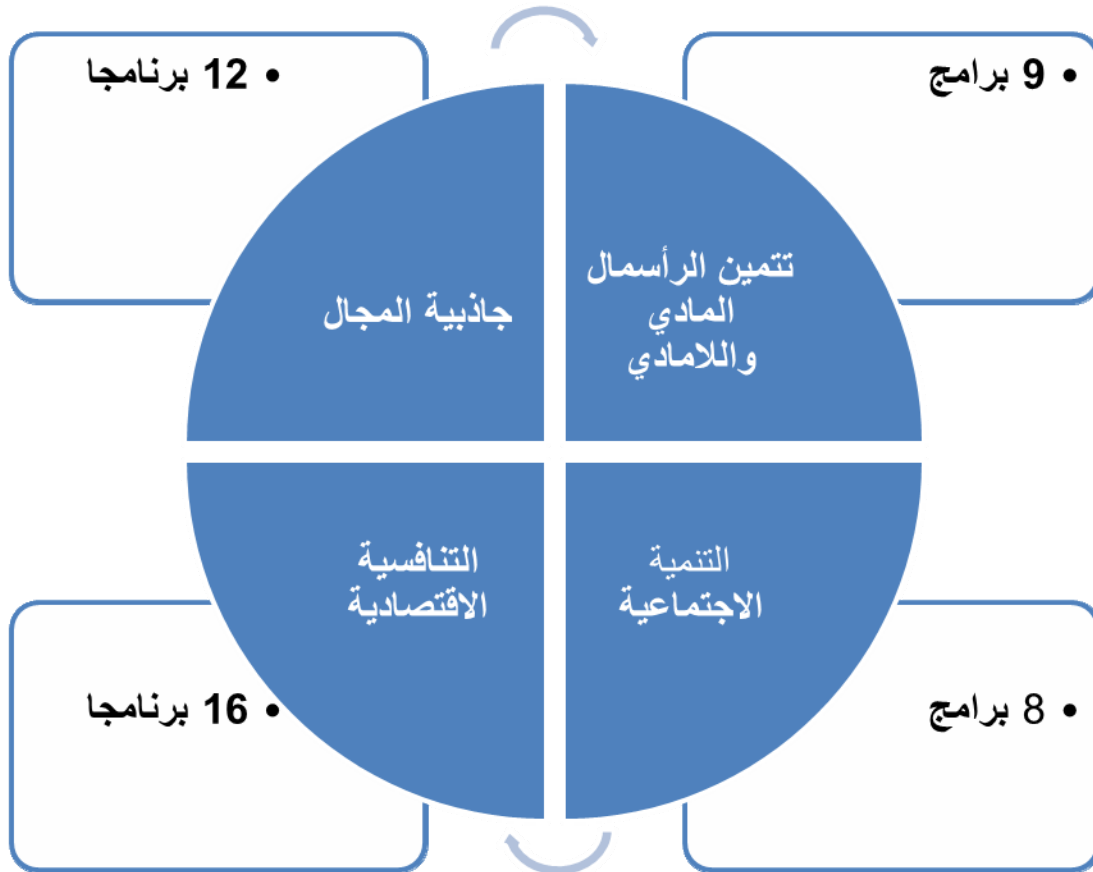 • 9 برامج
• 12 برنامجا
تتمين الرأسمال
المادي
واللامادي
جاذبية المجال
التنمية
الاجتماعية
التنافسية
الاقتصادية
• 8 برامج
• 16 برنامجا